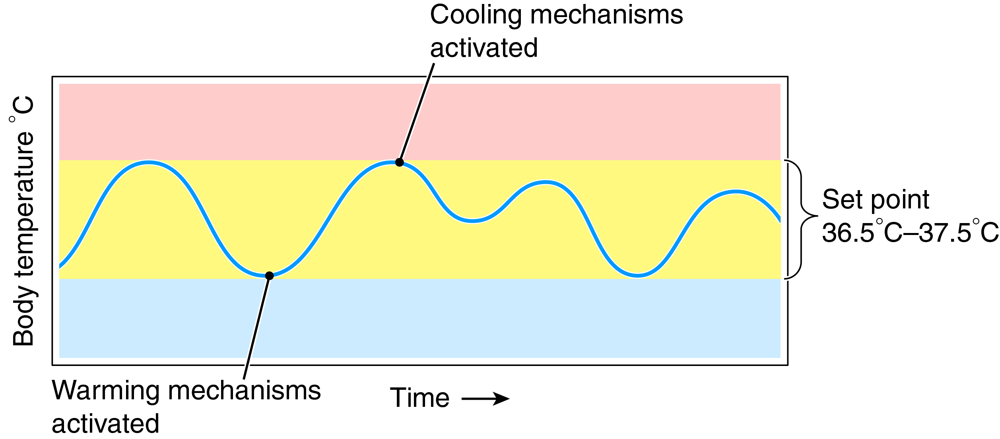 Cooling mechanisms
activated
Body temperature °C
Set point
36.5°C–37.5°C
Warming mechanisms
activated
Time